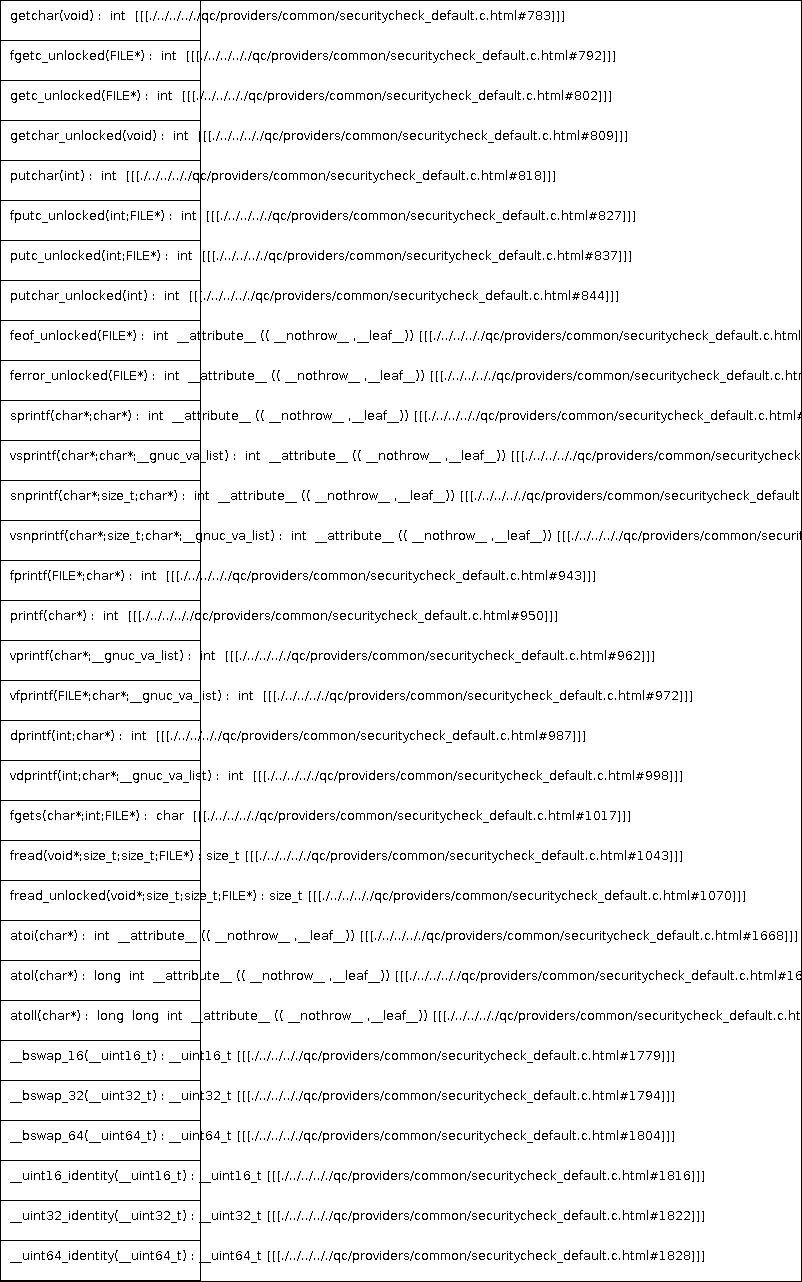 getchar(void) : int [[[./../../.././qc/providers/common/securitycheck_default.c.html#783]]]
fgetc_unlocked(FILE*) : int [[[./../../.././qc/providers/common/securitycheck_default.c.html#792]]]
getc_unlocked(FILE*) : int [[[./../../.././qc/providers/common/securitycheck_default.c.html#802]]]
getchar_unlocked(void) : int [[[./../../.././qc/providers/common/securitycheck_default.c.html#809]]]
putchar(int) : int [[[./../../.././qc/providers/common/securitycheck_default.c.html#818]]]
fputc_unlocked(int;FILE*) : int [[[./../../.././qc/providers/common/securitycheck_default.c.html#827]]]
putc_unlocked(int;FILE*) : int [[[./../../.././qc/providers/common/securitycheck_default.c.html#837]]]
putchar_unlocked(int) : int [[[./../../.././qc/providers/common/securitycheck_default.c.html#844]]]
feof_unlocked(FILE*) : int __attribute__ (( __nothrow__ ,__leaf__)) [[[./../../.././qc/providers/common/securitycheck_default.c.html
ferror_unlocked(FILE*) : int __attribute__ (( __nothrow__ ,__leaf__)) [[[./../../.././qc/providers/common/securitycheck_default.c.htm
sprintf(char*;char*) : int __attribute__ (( __nothrow__ ,__leaf__)) [[[./../../.././qc/providers/common/securitycheck_default.c.html#
vsprintf(char*;char*;__gnuc_va_list) : int __attribute__ (( __nothrow__ ,__leaf__)) [[[./../../.././qc/providers/common/securitycheck
snprintf(char*;size_t;char*) : int __attribute__ (( __nothrow__ ,__leaf__)) [[[./../../.././qc/providers/common/securitycheck_default
vsnprintf(char*;size_t;char*;__gnuc_va_list) : int __attribute__ (( __nothrow__ ,__leaf__)) [[[./../../.././qc/providers/common/securit
fprintf(FILE*;char*) : int [[[./../../.././qc/providers/common/securitycheck_default.c.html#943]]]
printf(char*) : int [[[./../../.././qc/providers/common/securitycheck_default.c.html#950]]]
vprintf(char*;__gnuc_va_list) : int [[[./../../.././qc/providers/common/securitycheck_default.c.html#962]]]
vfprintf(FILE*;char*;__gnuc_va_list) : int [[[./../../.././qc/providers/common/securitycheck_default.c.html#972]]]
dprintf(int;char*) : int [[[./../../.././qc/providers/common/securitycheck_default.c.html#987]]]
vdprintf(int;char*;__gnuc_va_list) : int [[[./../../.././qc/providers/common/securitycheck_default.c.html#998]]]
fgets(char*;int;FILE*) : char [[[./../../.././qc/providers/common/securitycheck_default.c.html#1017]]]
fread(void*;size_t;size_t;FILE*) : size_t [[[./../../.././qc/providers/common/securitycheck_default.c.html#1043]]]
fread_unlocked(void*;size_t;size_t;FILE*) : size_t [[[./../../.././qc/providers/common/securitycheck_default.c.html#1070]]]
atoi(char*) : int __attribute__ (( __nothrow__ ,__leaf__)) [[[./../../.././qc/providers/common/securitycheck_default.c.html#1668]]]
atol(char*) : long int __attribute__ (( __nothrow__ ,__leaf__)) [[[./../../.././qc/providers/common/securitycheck_default.c.html#16
atoll(char*) : long long int __attribute__ (( __nothrow__ ,__leaf__)) [[[./../../.././qc/providers/common/securitycheck_default.c.ht
__bswap_16(__uint16_t) : __uint16_t [[[./../../.././qc/providers/common/securitycheck_default.c.html#1779]]]
__bswap_32(__uint32_t) : __uint32_t [[[./../../.././qc/providers/common/securitycheck_default.c.html#1794]]]
__bswap_64(__uint64_t) : __uint64_t [[[./../../.././qc/providers/common/securitycheck_default.c.html#1804]]]
__uint16_identity(__uint16_t) : __uint16_t [[[./../../.././qc/providers/common/securitycheck_default.c.html#1816]]]
__uint32_identity(__uint32_t) : __uint32_t [[[./../../.././qc/providers/common/securitycheck_default.c.html#1822]]]
__uint64_identity(__uint64_t) : __uint64_t [[[./../../.././qc/providers/common/securitycheck_default.c.html#1828]]]